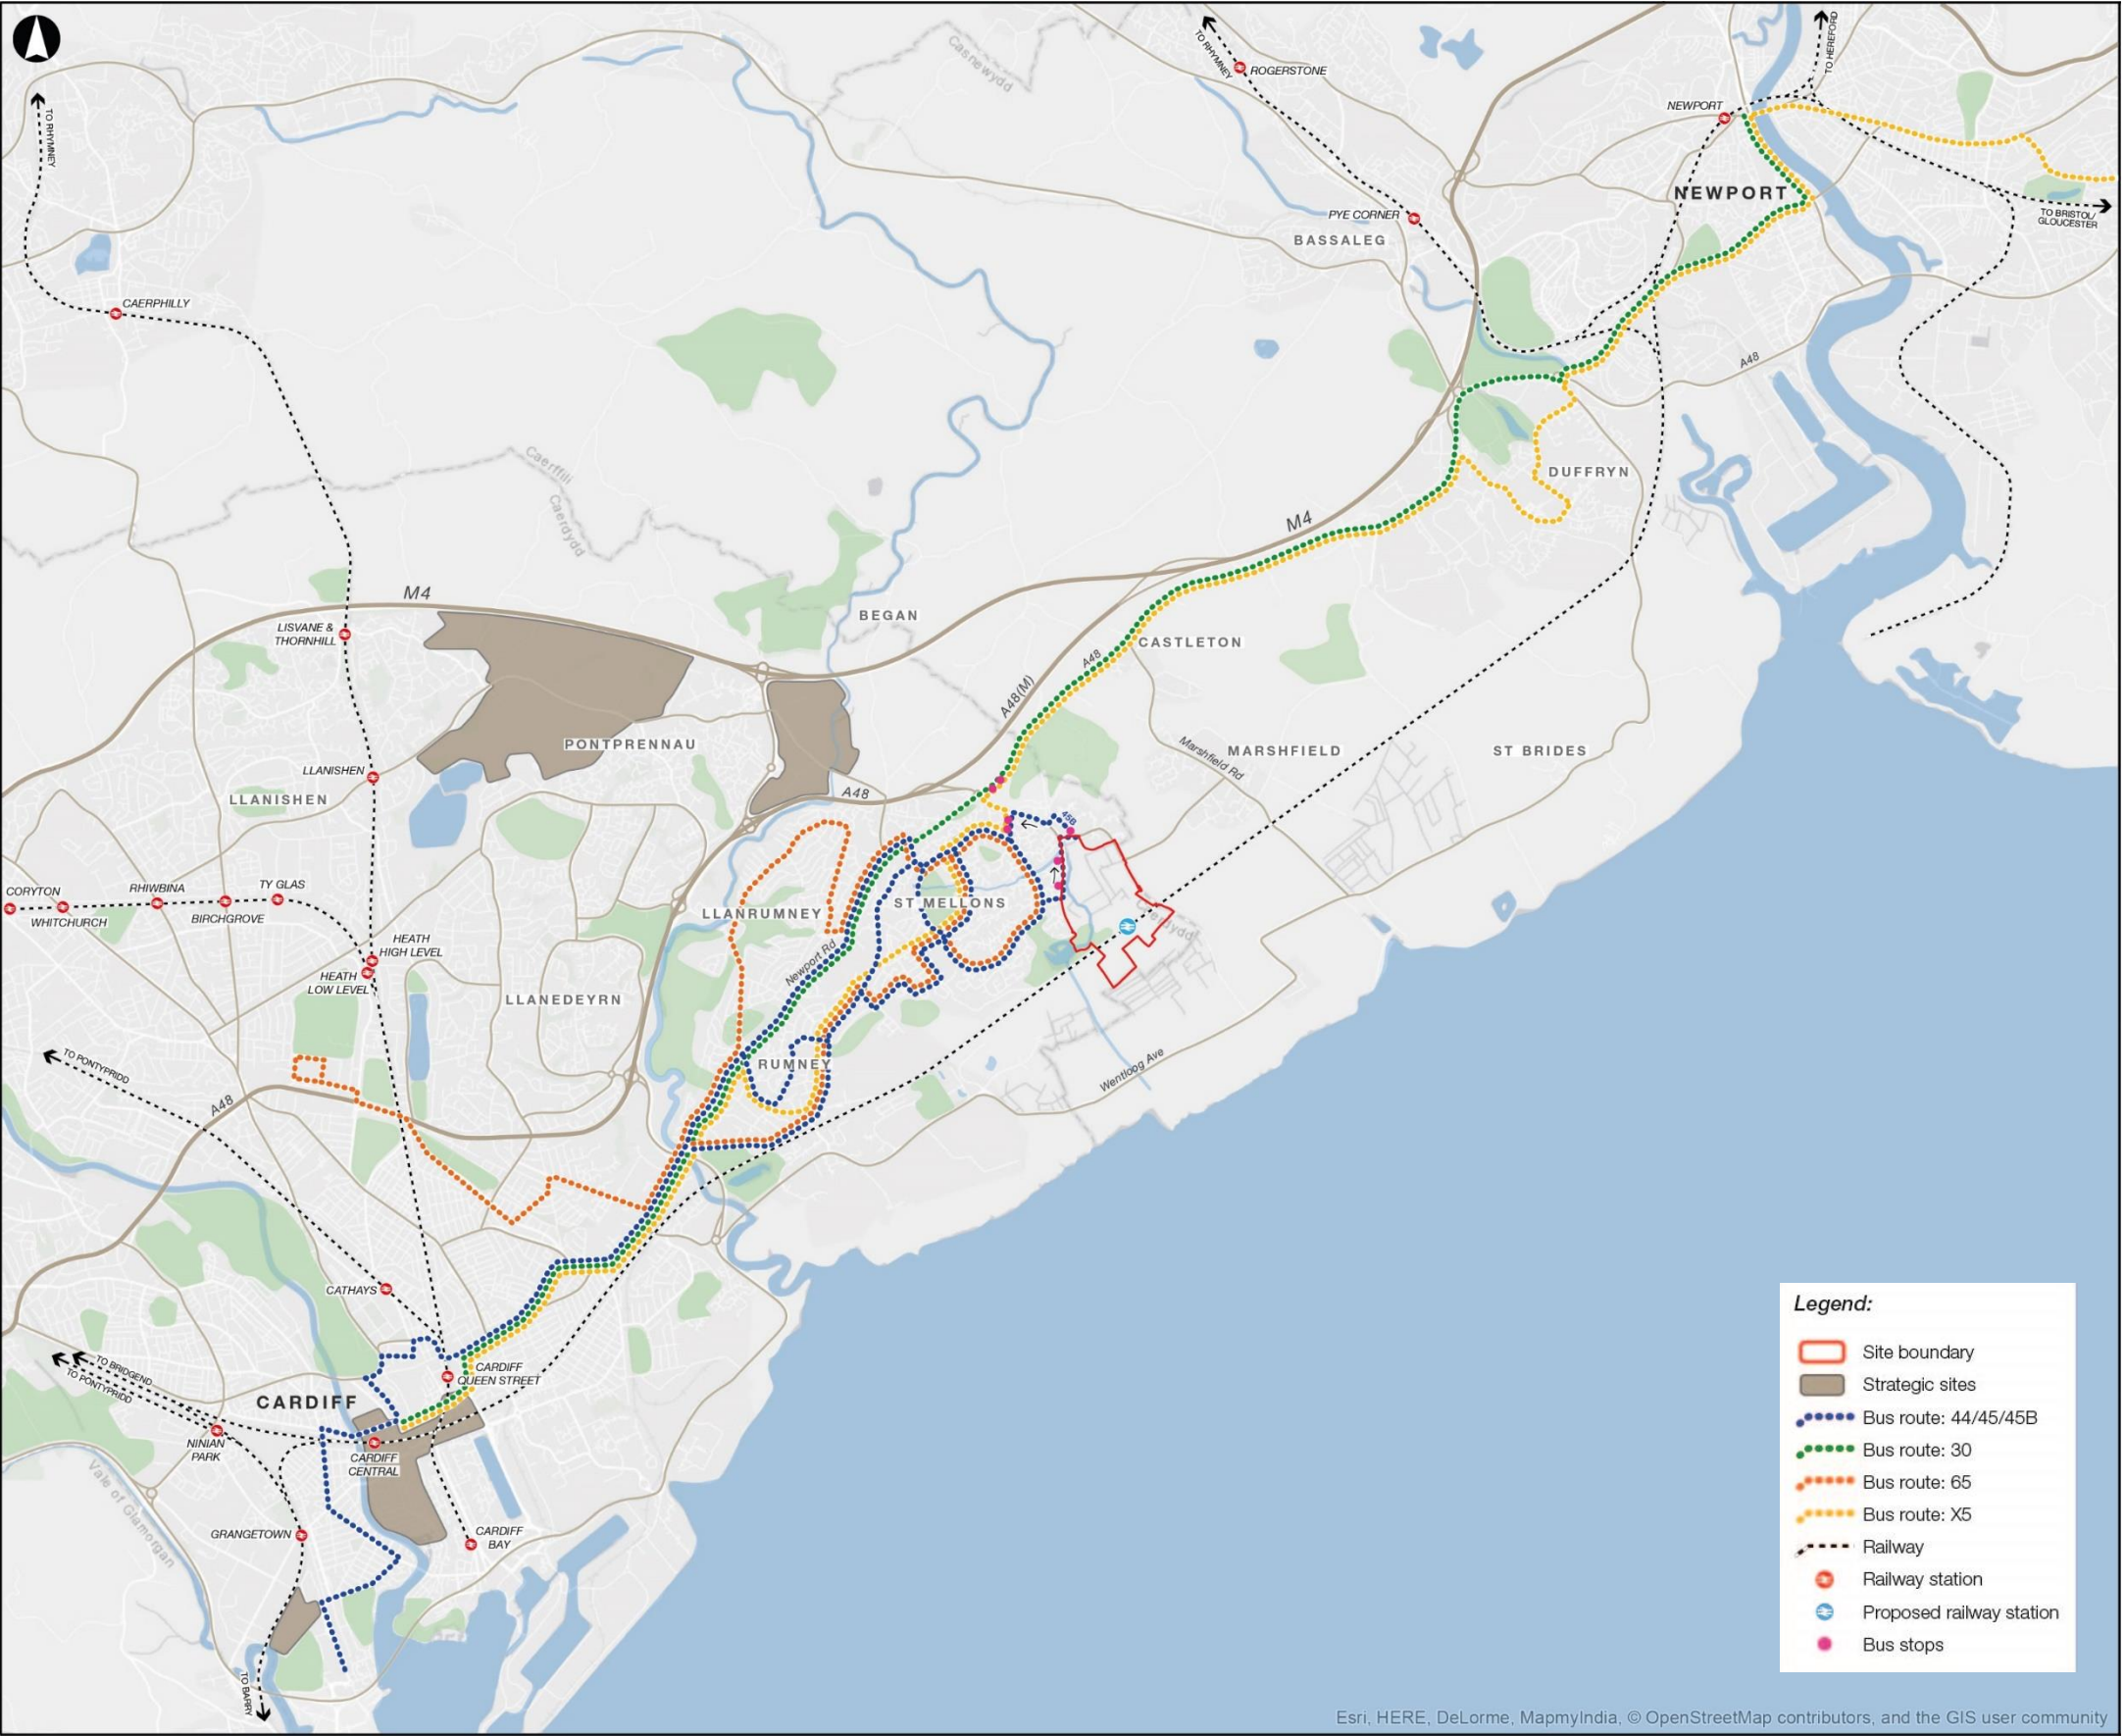 TO RHYMNEY
ROGERSTONE
TO HEREFORD
Casnewydd
NEWPORT
TO RHYMNEY
NEWPORT
PYE CORNER
BASSALEG
TO BRISTOL/
GLOUCESTER
CAERPHILLY
A48
Caerffili
Caerdydd
DUFFRYN
M4
M4
BEGAN
LISVANE &
THORNHILL
CASTLETON
A48
A48(M)
PONTPRENNAU
MARSHFIELD
Marshfield Rd
ST BRIDES
LLANISHEN
LLANISHEN
A48
45B
CORYTON
WHITCHURCH
RHIWBINA
BIRCHGROVE
TY GLAS
LLANRUMNEY
ST MELLONS
Caerdydd
Newport Rd
HEATH
HIGH LEVEL
HEATH
LOW LEVEL
LLANEDEYRN
TO PONTYPRIDD
A48
RUMNEY
Wentloog Ave
CATHAYS
TO BRIDGEND
TO PONTYPRIDD
CARDIFF
QUEEN STREET
CARDIFF
NINIAN
PARK
CARDIFF
CENTRAL
Vale of Glamorgan
GRANGETOWN
CARDIFF
BAY
TO BARRY
Legend:
Site boundary
Strategic sites
Bus route: 44/45/45B
Bus route: 30
Bus route: 65
Bus route: X5
Railway
Railway station
Proposed railway station
Bus stops
Esri, HERE, DeLorme, MapmyIndia, © OpenStreetMap contributors, and the GIS user community